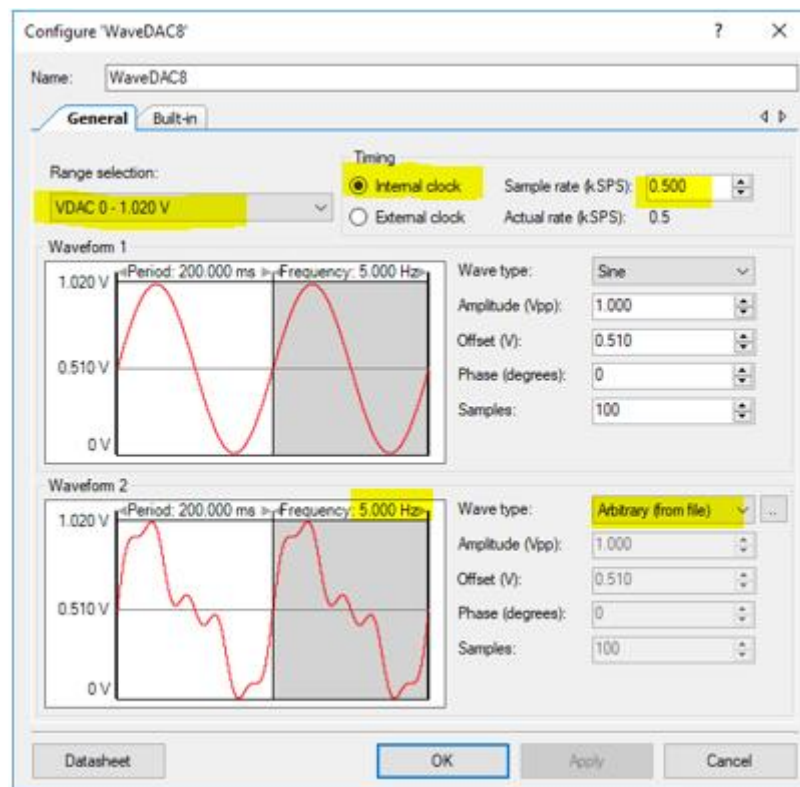 Configure 'WaveDAC8'
? ×
Name: WaveDAC8
General Built-in
Range selection:
VDAC 0 - 1.020 V
Timing
Internal clock Sample rate (kSPS): 0.500
External clock Actual rate (kSPS): 0.5
Waveform 1
Period: 200.000 ms Frequency: 5.000 Hz
1.020 V
0.510 V
0 V
Wave type: Sine
Amplitude (Vpp): 1.000
Offset (V): 0.510
Phase (degrees): 0
Samples: 100
Waveform 2
Period: 200.000 ms Frequency: 5.000 Hz
1.020 V
0.510 V
0 V
Wave type: Arbitrary (from file) ..
Amplitude (Vpp): 1.000
Offset (V): 0.510
Phase (degrees): 0
Samples: 100
Datasheet OK Apply Cancel